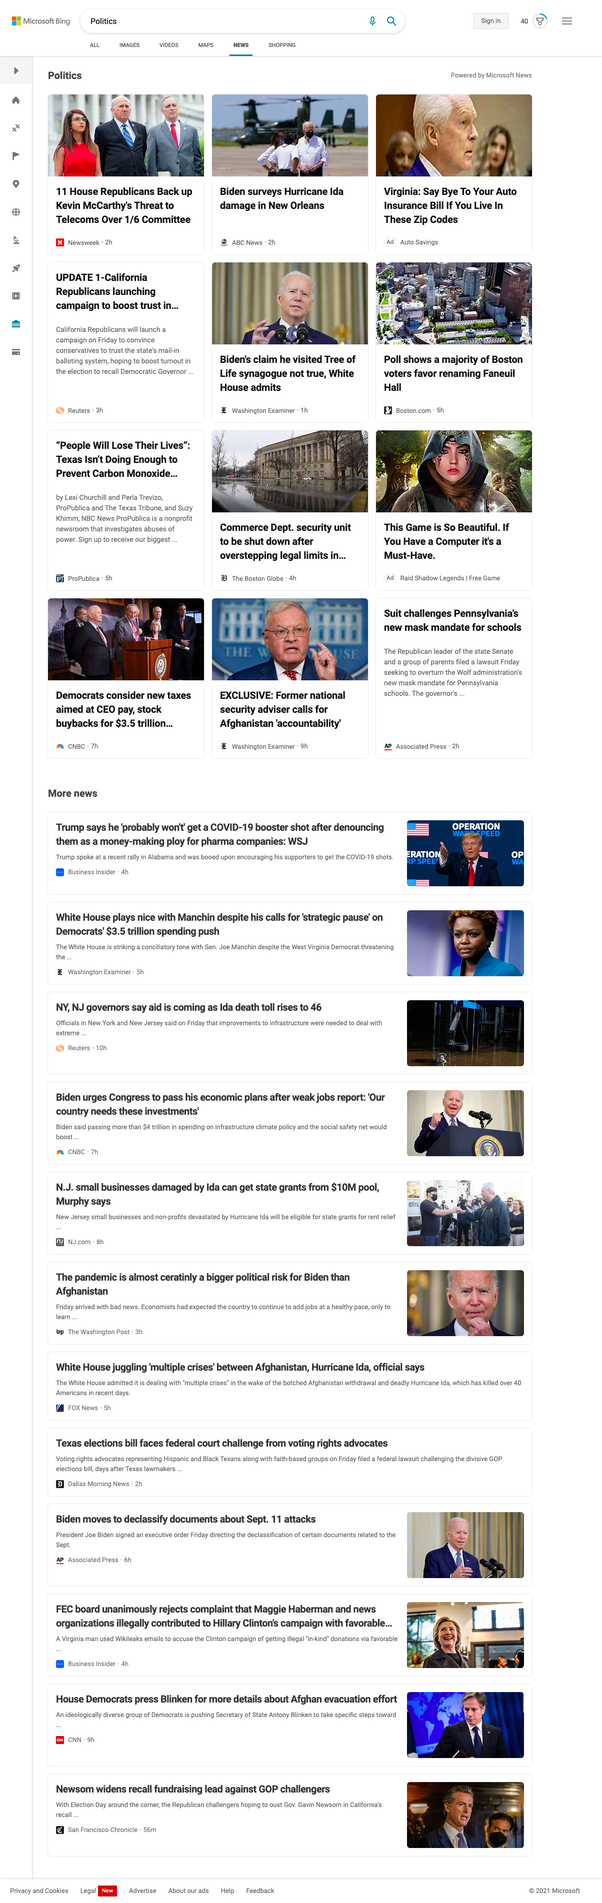 Microsoft Bing
Politics
Sign in
40
ALL
IMAGES
VIDEOS
MAPS
NEWS
SHOPPING
Politics
Powered by Microsoft News
11 House Republicans Back up
Kevin McCarthy's Threat to
Telecoms Over 1/6 Committee
Newsweek · 2h
Biden surveys Hurricane Ida
damage in New Orleans
ABC News · 2h
Virginia: Say Bye To Your Auto
Insurance Bill If You Live In
These Zip Codes
Ad Auto Savings
UPDATE 1-California
Republicans launching
campaign to boost trust in...
California Republicans will launch a
campaign on Friday to convince
conservatives to trust the state's mail-in
balloting system, hoping to boost turnout in
the election to recall Democratic Governor ...
Reuters · 3h
Biden's claim he visited Tree of
Life synagogue not true, White
House admits
Washington Examiner · 1h
Poll shows a majority of Boston
voters favor renaming Faneuil
Hall
Boston.com · 5h
"People Will Lose Their Lives":
Texas Isn't Doing Enough to
Prevent Carbon Monoxide...
by Lexi Churchill and Perla Trevizo,
ProPublica and The Texas Tribune, and Suzy
Khimm, NBC News ProPublica is a nonprofit
newsroom that investigates abuses of
power. Sign up to receive our biggest ...
ProPublica · 5h
Commerce Dept. security unit
to be shut down after
overstepping legal limits in...
The Boston Globe · 4h
This Game is So Beautiful. If
You Have a Computer it's a
Must-Have.
Ad Raid Shadow Legends | Free Game
Democrats consider new taxes
aimed at CEO pay, stock
buybacks for $3.5 trillion...
CNBC · 7h
THE W
HOUSE
EXCLUSIVE: Former national
security adviser calls for
Afghanistan 'accountability'
Washington Examiner · 9h
Suit challenges Pennsylvania's
new mask mandate for schools
The Republican leader of the state Senate
and a group of parents filed a lawsuit Friday
seeking to overturn the Wolf administration's
new mask mandate for Pennsylvania
schools. The governor's ...
AP Associated Press · 2h
More news
Trump says he 'probably won't' get a COVID-19 booster shot after denouncing
them as a money-making ploy for pharma companies: WSJ
Trump spoke at a recent rally in Alabama and was booed upon encouraging his supporters to get the COVID-19 shots.
Business Insider · 4h
OPERATION
WARP SPEED
ERATION
RP SPEED
OP
White House plays nice with Manchin despite his calls for 'strategic pause' on
Democrats' $3.5 trillion spending push
The White House is striking a conciliatory tone with Sen. Joe Manchin despite the West Virginia Democrat threatening
the ...
Washington Examiner · 5h
NY, NJ governors say aid is coming as Ida death toll rises to 46
Officials in New York and New Jersey said on Friday that improvements to infrastructure were needed to deal with
extreme ...
Reuters · 10h
Biden urges Congress to pass his economic plans after weak jobs report: 'Our
country needs these investments'
Biden said passing more than $4 trillion in spending on infrastructure climate policy and the social safety net would
boost ...
CNBC · 7h
N.J. small businesses damaged by Ida can get state grants from $10M pool,
Murphy says
New Jersey small businesses and non-profits devastated by Hurricane Ida will be eligible for state grants for rent relief
...
NJ.com · 8h
The pandemic is almost ceratinly a bigger political risk for Biden than
Afghanistan
Friday arrived with bad news. Economists had expected the country to continue to add jobs at a healthy pace, only to
learn ...
wp The Washington Post · 3h
White House juggling 'multiple crises' between Afghanistan, Hurricane Ida, official says
The White House admitted it is dealing with "multiple crises" in the wake of the botched Afghanistan withdrawal and deadly Hurricane Ida, which has killed over 40
Americans in recent days.
FOX News · 5h
Texas elections bill faces federal court challenge from voting rights advocates
Voting rights advocates representing Hispanic and Black Texans along with faith-based groups on Friday filed a federal lawsuit challenging the divisive GOP
elections bill, days after Texas lawmakers ...
Dallas Morning News · 2h
Biden moves to declassify documents about Sept. 11 attacks
President Joe Biden signed an executive order Friday directing the declassification of certain documents related to the
Sept.
AP Associated Press · 6h
FEC board unanimously rejects complaint that Maggie Haberman and news
organizations illegally contributed to Hillary Clinton's campaign with favorable...
A Virginia man used Wikileaks emails to accuse the Clinton campaign of getting illegal "in-kind" donations via favorable
...
Business Insider · 4h
House Democrats press Blinken for more details about Afghan evacuation effort
An ideologically diverse group of Democrats is pushing Secretary of State Antony Blinken to take specific steps toward
...
CNN · 9h
Newsom widens recall fundraising lead against GOP challengers
With Election Day around the corner, the Republican challengers hoping to oust Gov. Gavin Newsom in California's
recall ...
San Francisco Chronicle · 56m
Privacy and Cookies
Legal New
Advertise
About our ads
Help
Feedback
© 2021 Microsoft